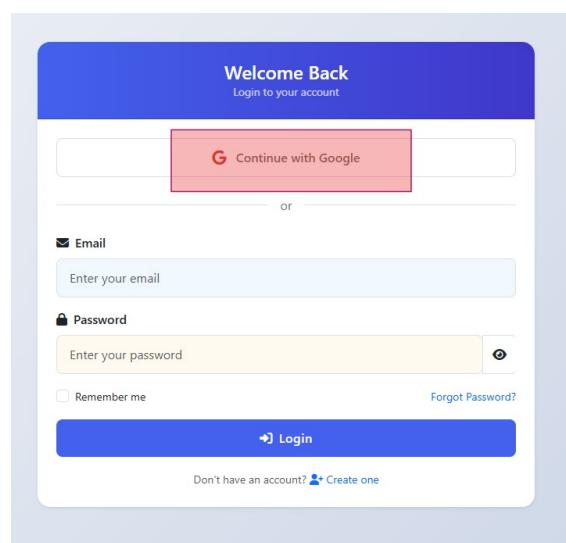 Welcome Back
Login to your account
Continue with Google
or
Email
Enter your email
Password
Enter your password
Remember me Forgot Password?
Login
Don't have an account? Create one